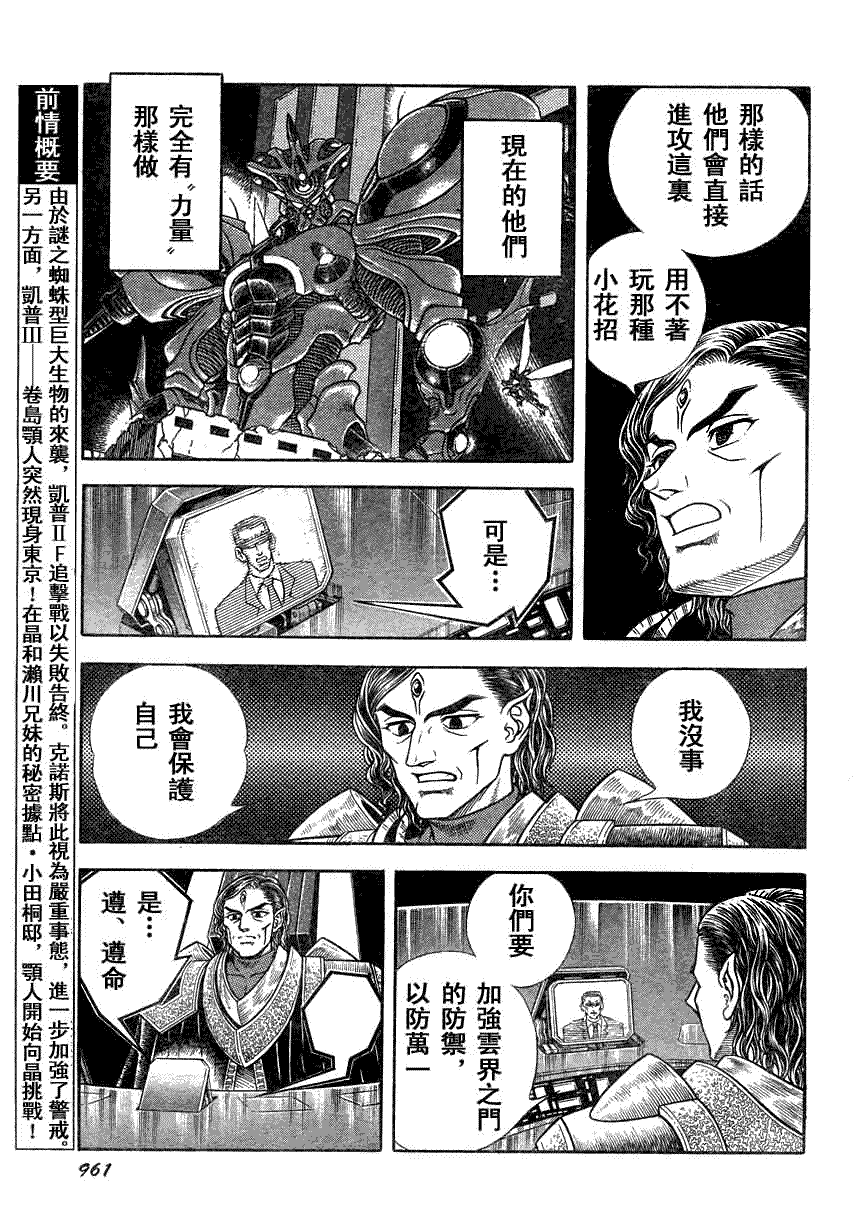 那樣的話
他們會直接
進攻這裏
用不著
玩那種
小花招
現在的他們
完全有〝力量〞
那樣做
可是…
我沒事
我會保護
自己
你們要
加強雲界之門
的防禦，
以防萬一
是…
遵、遵命
前情概要
由於謎之蜘蛛型巨大生物的來襲，凱普ⅡF追擊戰以失敗告終。克諾斯將此視為嚴重事態，進一步加強了警戒。
另一方面，凱普Ⅲ——卷島顎人突然現身東京！在晶和瀨川兄妹的秘密據點·小田桐邸，顎人開始向晶挑戰！
961